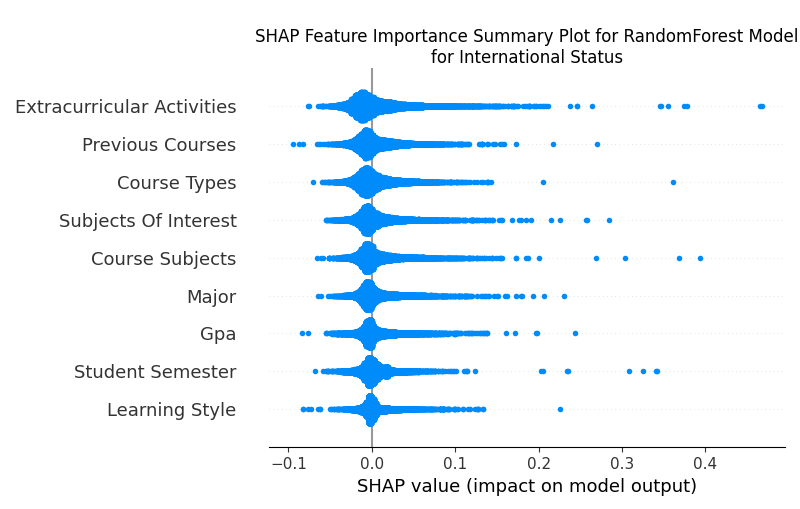 SHAP Feature Importance Summary Plot for RandomForest Model
for International Status
Extracurricular Activities
Previous Courses
Course Types
Subjects Of Interest
Course Subjects
Major
Gpa
Student Semester
Learning Style
−0.1 0.0 0.1 0.2 0.3 0.4
SHAP value (impact on model output)